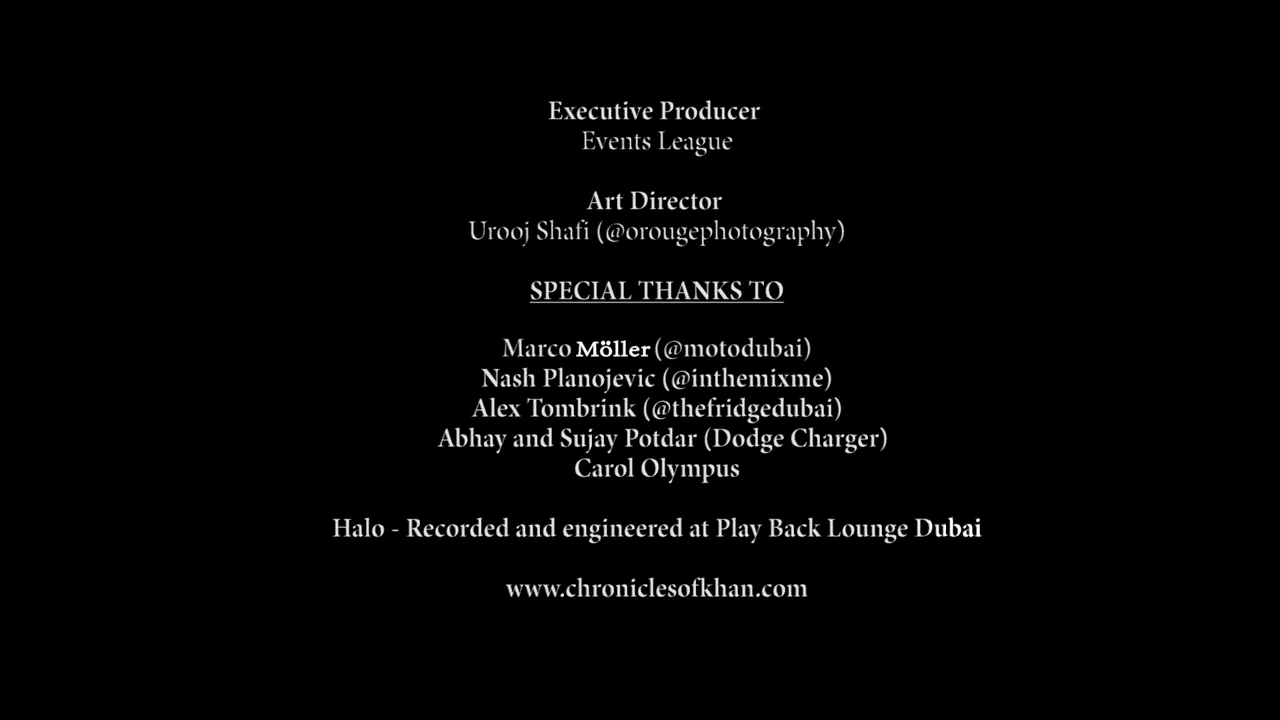 Executive Producer
Events League
Art Director
Urooj Shafi (@orougephotography)
SPECIAL THANKS TO
Marco Möller (@motodubai)
Nash Planojevic (@inthemixme)
Alex Tombrink (@thefridgedubai)
Abhay and Sujay Potdar (Dodge Charger)
Carol Olympus
Halo - Recorded and engineered at Play Back Lounge Dubai
www.chroniclesofkhan.com